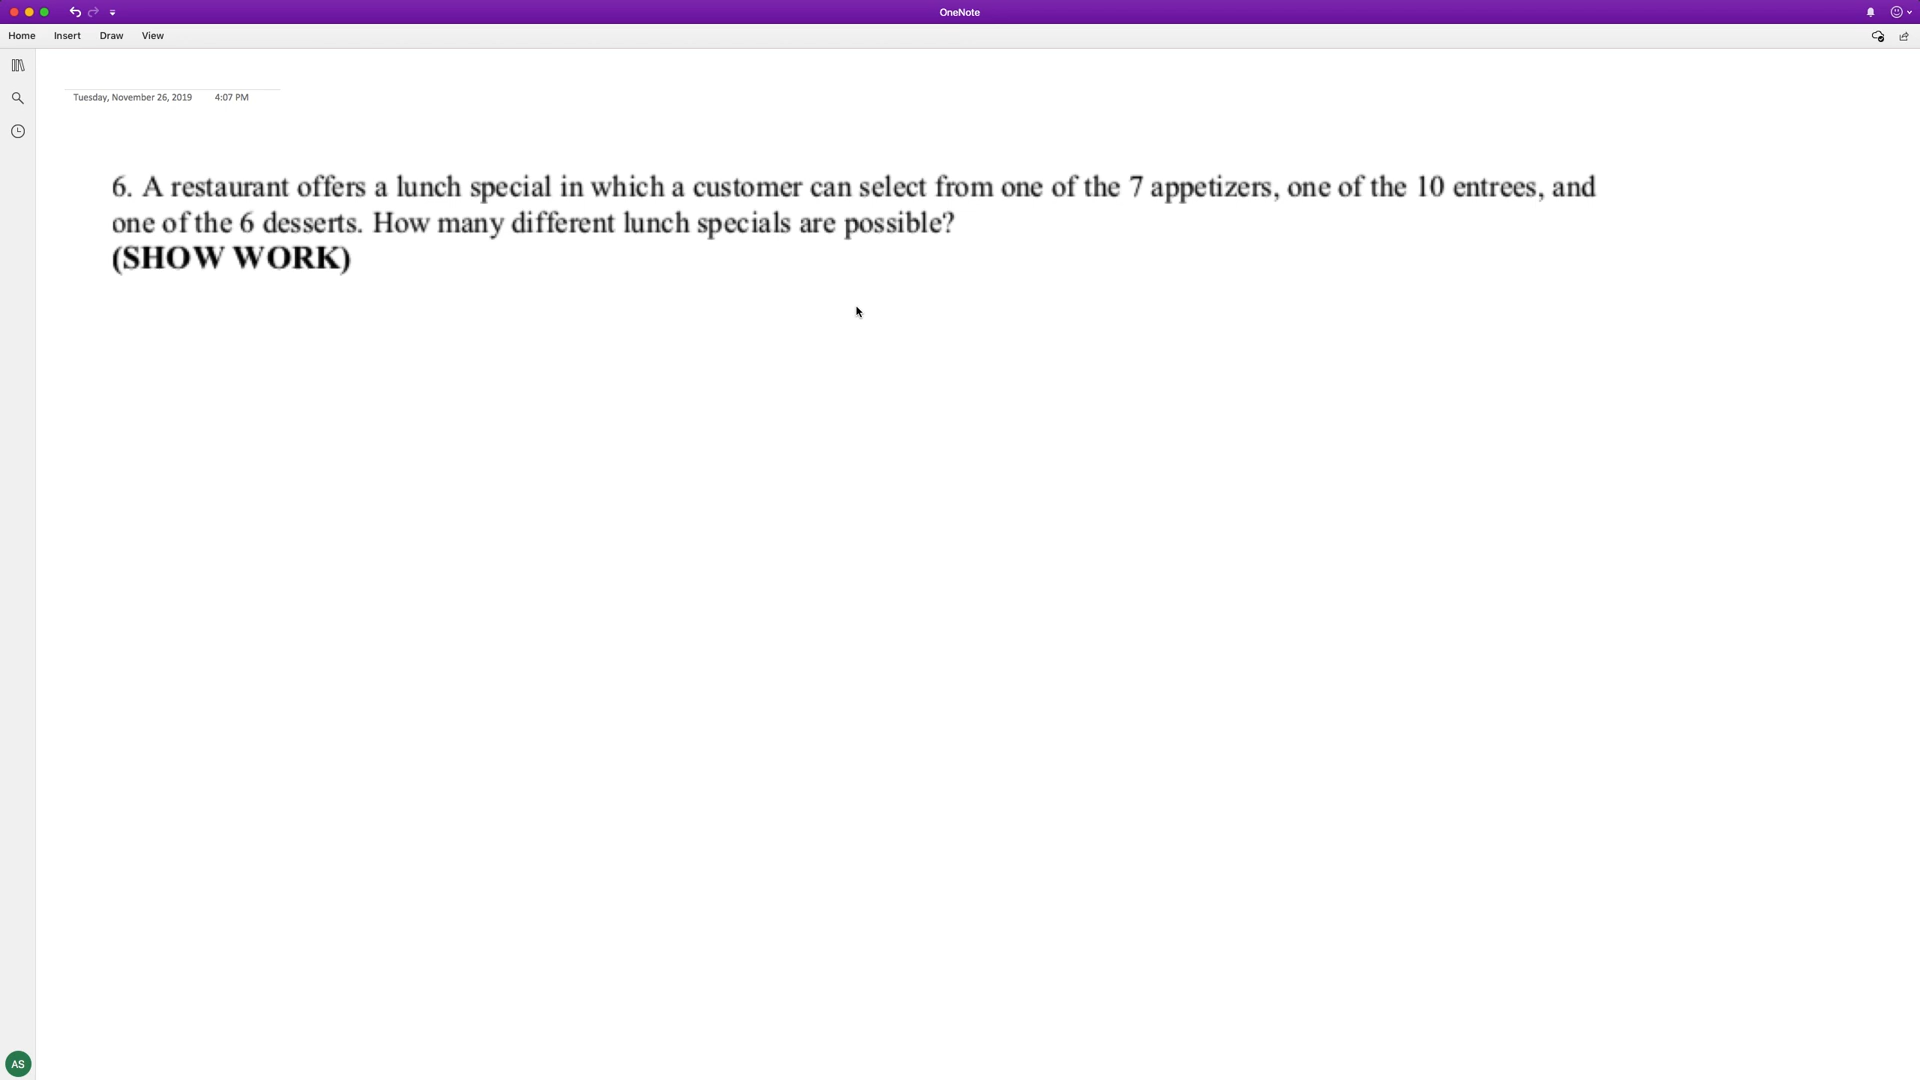 OneNote
Home Insert Draw View
Tuesday, November 26, 2019 4:07 PM
6. A restaurant offers a lunch special in which a customer can select from one of the 7 appetizers, one of the 10 entrees, and
one of the 6 desserts. How many different lunch specials are possible?
(SHOW WORK)
AS